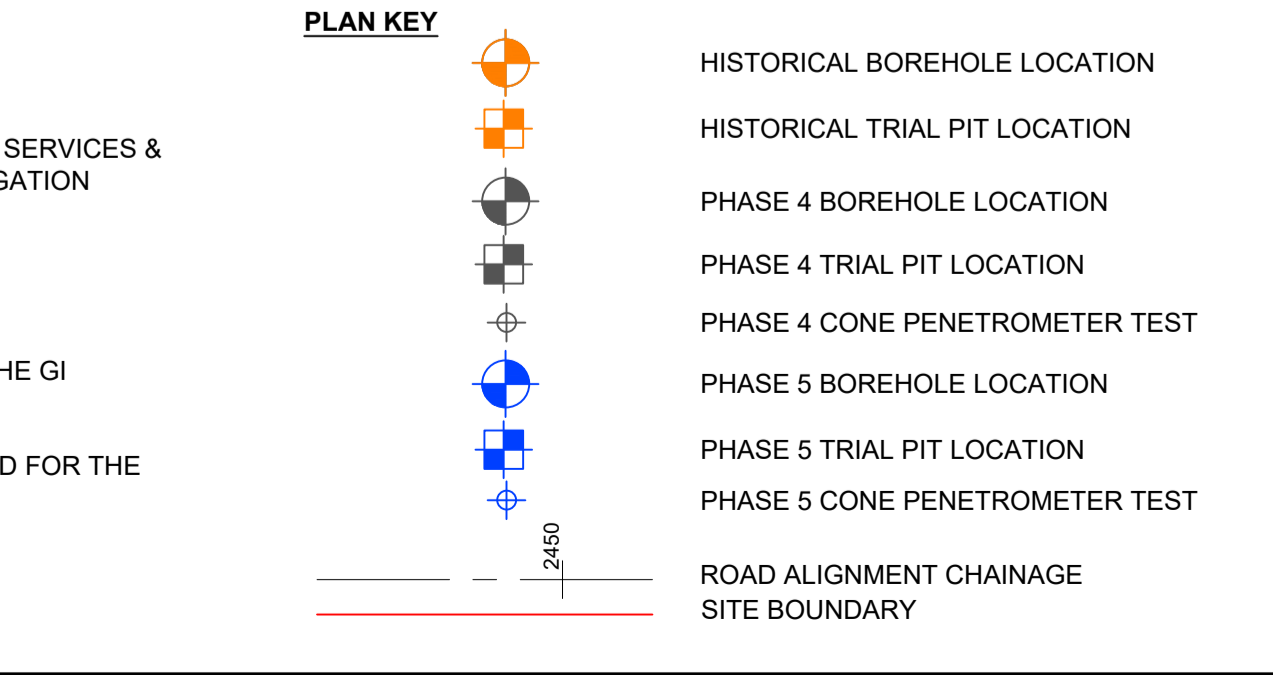 PLAN KEY
HISTORICAL BOREHOLE LOCATION
HISTORICAL TRIAL PIT LOCATION
SERVICES &
GATION
PHASE 4 BOREHOLE LOCATION
PHASE 4 TRIAL PIT LOCATION
PHASE 4 CONE PENETROMETER TEST
HE GI
PHASE 5 BOREHOLE LOCATION
PHASE 5 TRIAL PIT LOCATION
D FOR THE
PHASE 5 CONE PENETROMETER TEST
2450
ROAD ALIGNMENT CHAINAGE
SITE BOUNDARY